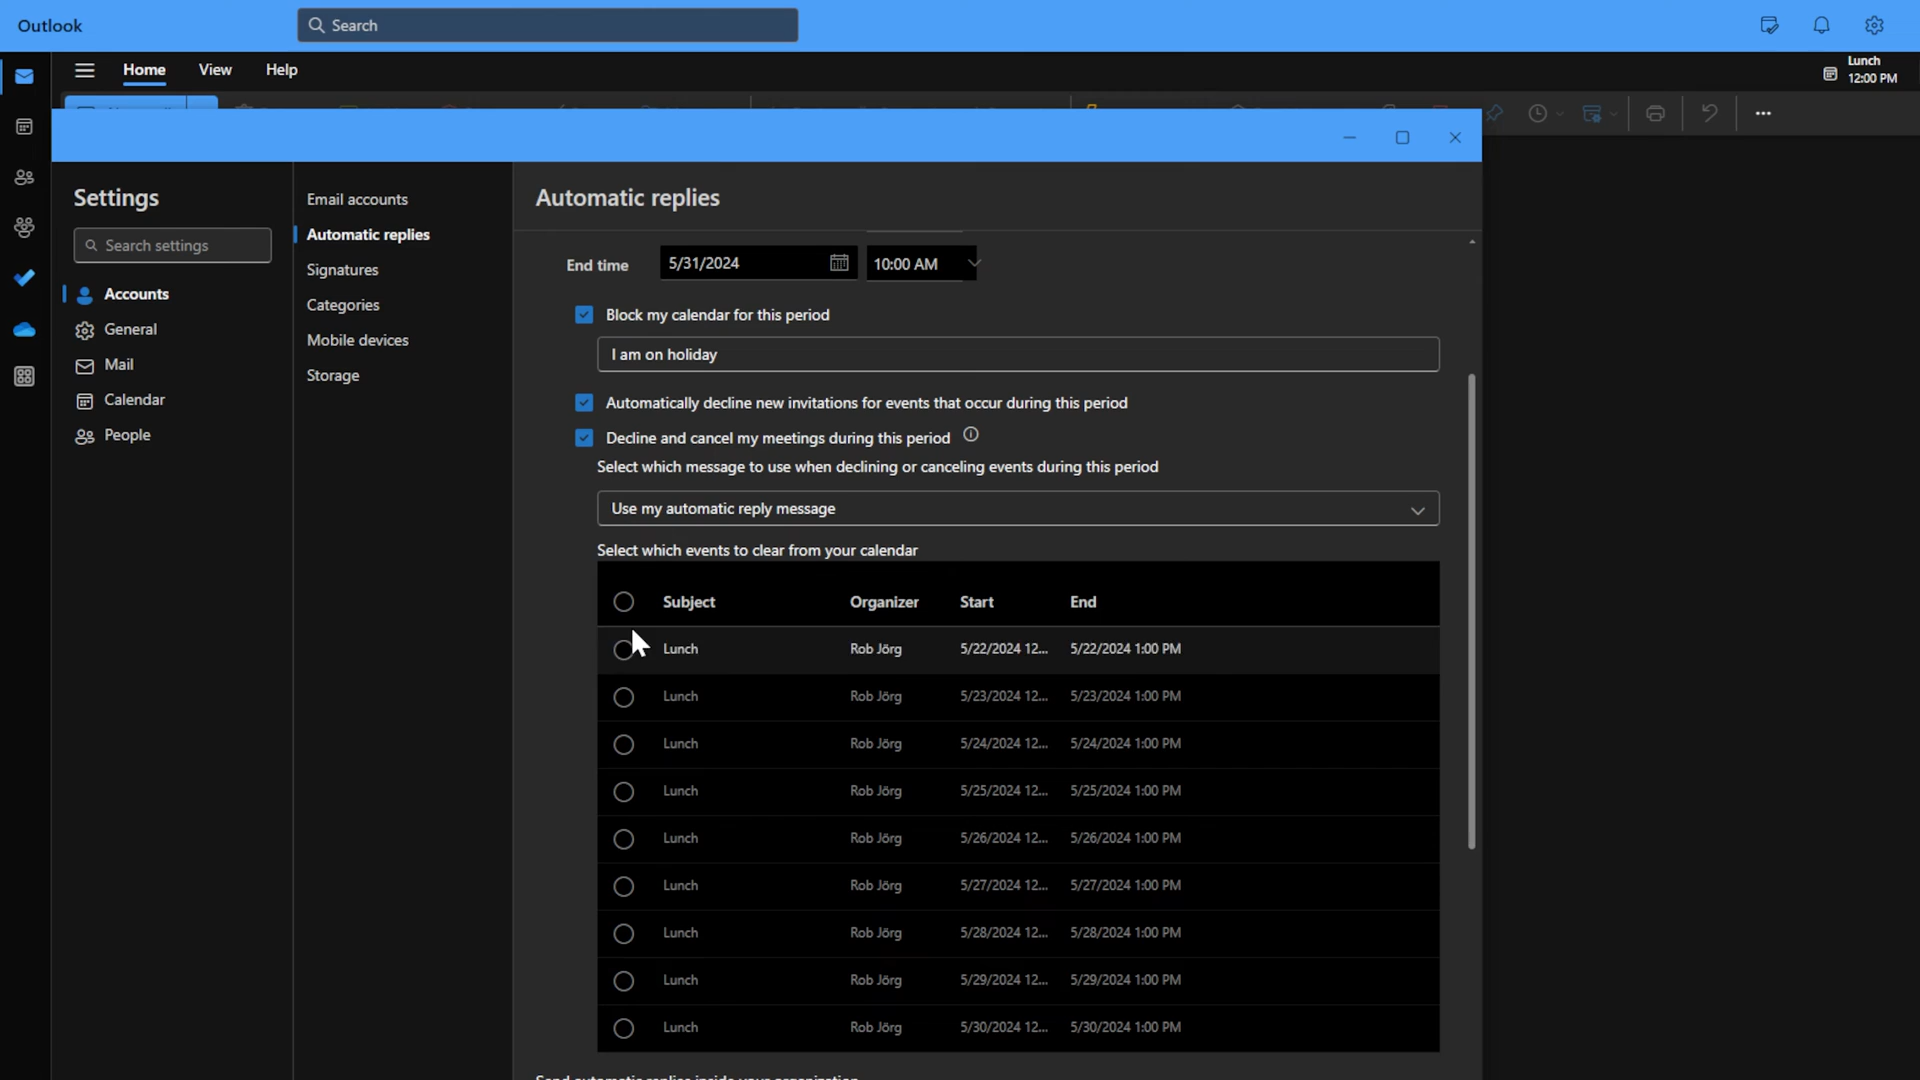 Outlook
Search
Home View Help
Lunch
12:00 PM
Settings
Search settings
Accounts
General
Mail
Calendar
People
Email accounts
Automatic replies
Signatures
Categories
Mobile devices
Storage
Automatic replies
End time 5/31/2024 10:00 AM
Block my calendar for this period
I am on holiday
Automatically decline new invitations for events that occur during this period
Decline and cancel my meetings during this period
Select which message to use when declining or canceling events during this period
Use my automatic reply message
Select which events to clear from your calendar
Subject Organizer Start End
Lunch Rob Jörg 5/22/2024 12... 5/22/2024 1:00 PM
Lunch Rob Jörg 5/23/2024 12... 5/23/2024 1:00 PM
Lunch Rob Jörg 5/24/2024 12... 5/24/2024 1:00 PM
Lunch Rob Jörg 5/25/2024 12... 5/25/2024 1:00 PM
Lunch Rob Jörg 5/26/2024 12... 5/26/2024 1:00 PM
Lunch Rob Jörg 5/27/2024 12... 5/27/2024 1:00 PM
Lunch Rob Jörg 5/28/2024 12... 5/28/2024 1:00 PM
Lunch Rob Jörg 5/29/2024 12... 5/29/2024 1:00 PM
Lunch Rob Jörg 5/30/2024 12... 5/30/2024 1:00 PM
Send automatic replies inside your organization